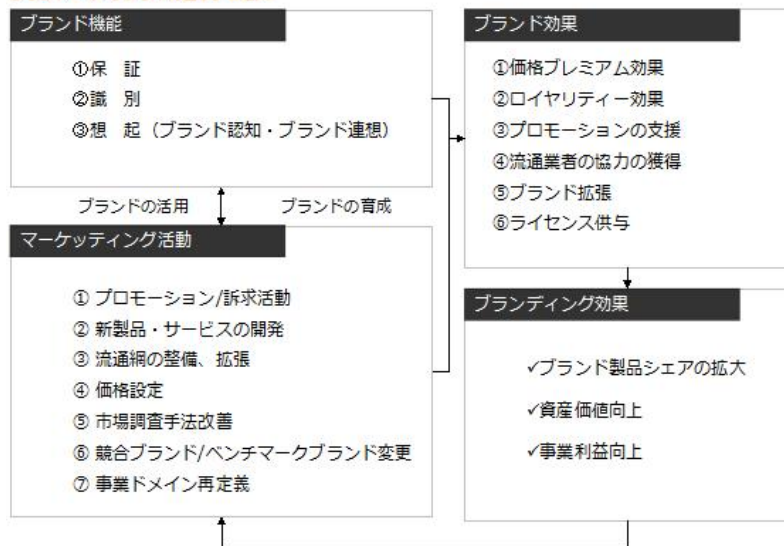 ブランド機能
①保　証
②識　別
③想　起（ブランド認知・ブランド連想）
ブランドの活用
ブランドの育成
マーケッティング活動
① プロモーション/訴求活動
② 新製品・サービスの開発
③ 流通網の整備、拡張
④ 価格設定
⑤ 市場調査手法改善
⑥ 競合ブランド/ベンチマークブランド変更
⑦ 事業ドメイン再定義
ブランド効果
①価格プレミアム効果
②ロイヤリティー効果
③プロモーションの支援
④流通業者の協力の獲得
⑤ブランド拡張
⑥ライセンス供与
ブランディング効果
✓ブランド製品シェアの拡大
✓資産価値向上
✓事業利益向上